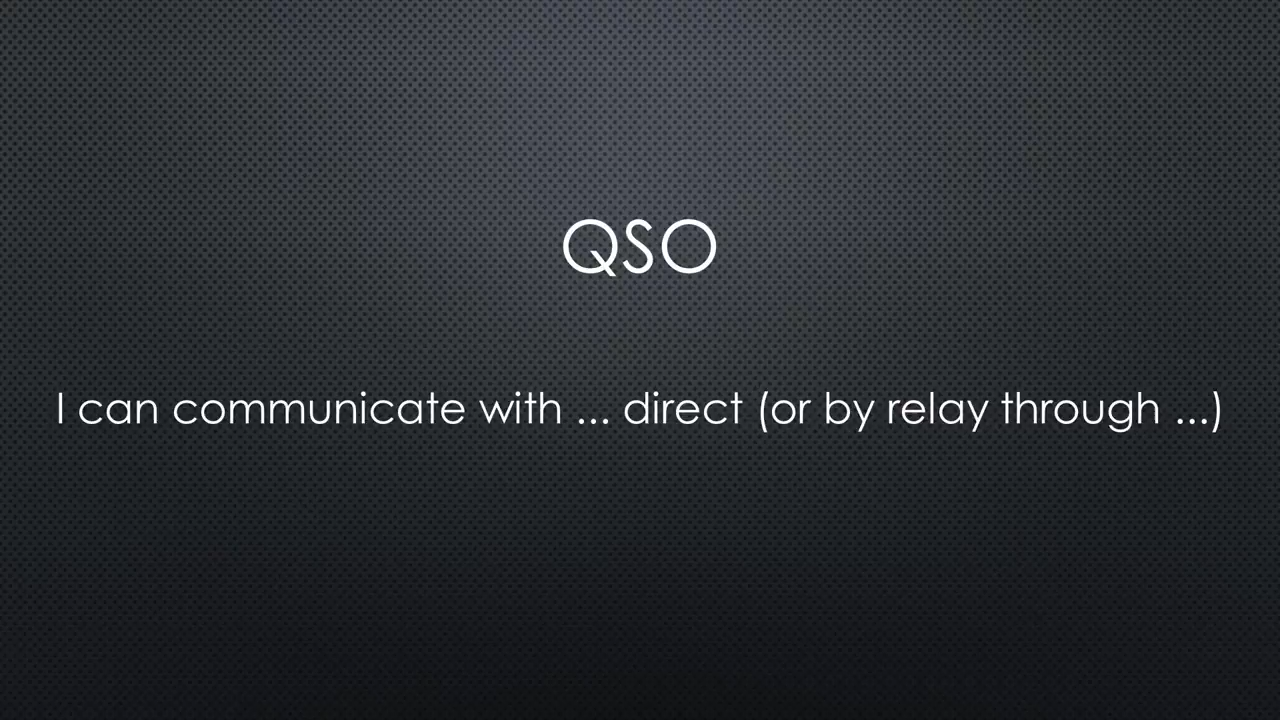 QSO
I can communicate with ... direct (or by relay through ...)